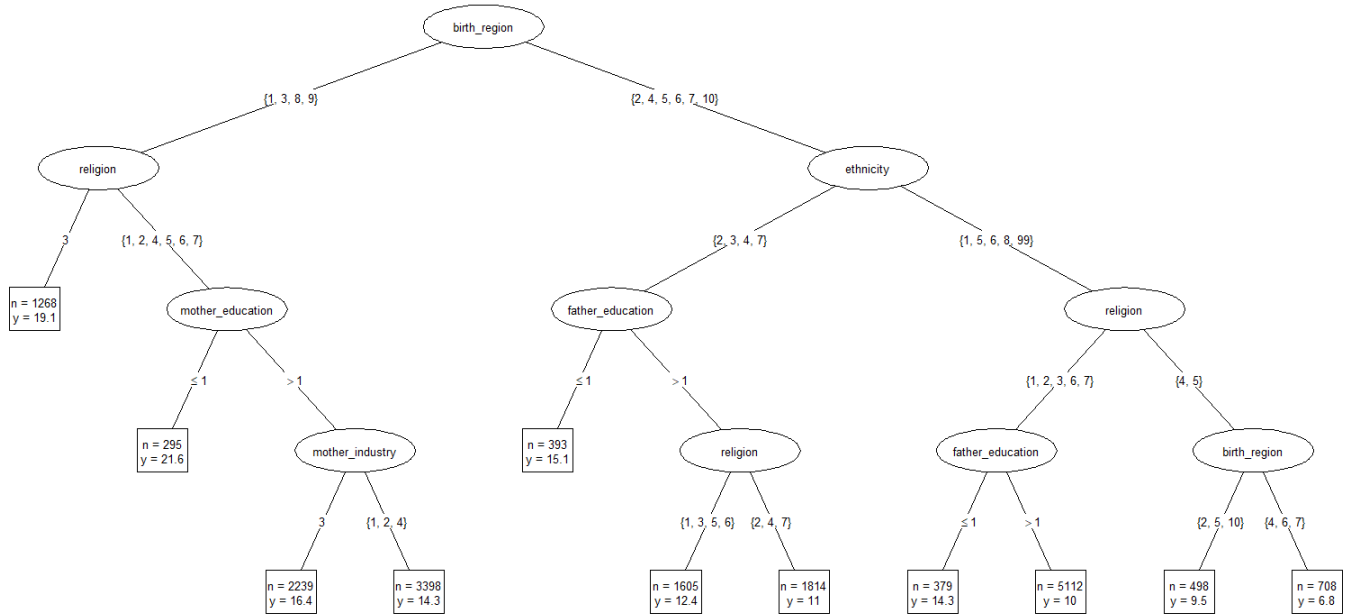 birth_region
{1, 3, 8, 9}
{2, 4, 5, 6, 7, 10}
religion
ethnicity
3
{1, 2, 4, 5, 6, 7}
{2, 3, 4, 7}
{1, 5, 6, 8, 99}
n = 1268
y = 19.1
mother_education
father_education
religion
≤ 1
> 1
≤ 1
> 1
{1, 2, 3, 6, 7}
{4, 5}
n = 295
y = 21.6
mother_industry
n = 393
y = 15.1
religion
father_education
birth_region
3
{1, 2, 4}
{1, 3, 5, 6}
{2, 4, 7}
≤ 1
> 1
{2, 5, 10}
{4, 6, 7}
n = 2239
y = 16.4
n = 3398
y = 14.3
n = 1605
y = 12.4
n = 1814
y = 11
n = 379
y = 14.3
n = 5112
y = 10
n = 498
y = 9.5
n = 708
y = 6.8